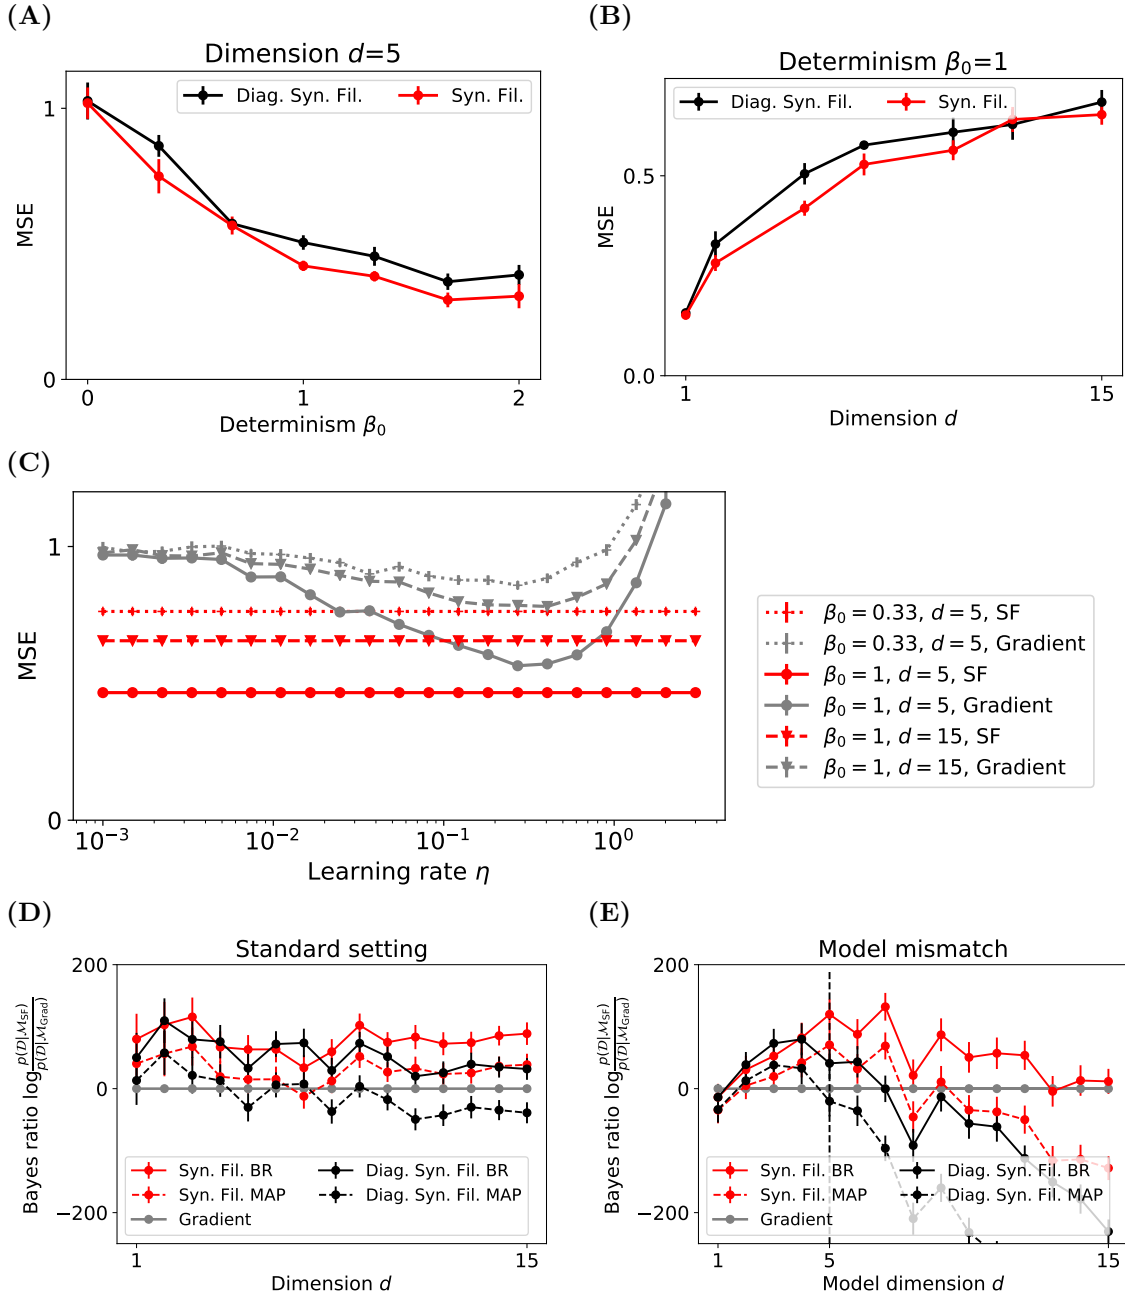 (A)
Dimension d=5
Diag. Syn. Fil.
Syn. Fil.
1
0
MSE
0
1
2
Determinism β₀
(B)
Determinism β₀=1
Diag. Syn. Fil.
Syn. Fil.
0.5
0.0
MSE
1
15
Dimension d
(C)
1
0
MSE
10⁻³
10⁻²
10⁻¹
10⁰
Learning rate η
β₀ = 0.33, d = 5, SF
β₀ = 0.33, d = 5, Gradient
β₀ = 1, d = 5, SF
β₀ = 1, d = 5, Gradient
β₀ = 1, d = 15, SF
β₀ = 1, d = 15, Gradient
(D)
Standard setting
200
0
−200
Bayes ratio log p(D|M_SF)/p(D|M_Grad)
Syn. Fil. BR
Syn. Fil. MAP
Gradient
Diag. Syn. Fil. BR
Diag. Syn. Fil. MAP
1
15
Dimension d
(E)
Model mismatch
200
0
−200
Bayes ratio log p(D|M_SF)/p(D|M_Grad)
Syn. Fil. BR
Syn. Fil. MAP
Gradient
Diag. Syn. Fil. BR
Diag. Syn. Fil. MAP
1
5
15
Model dimension d